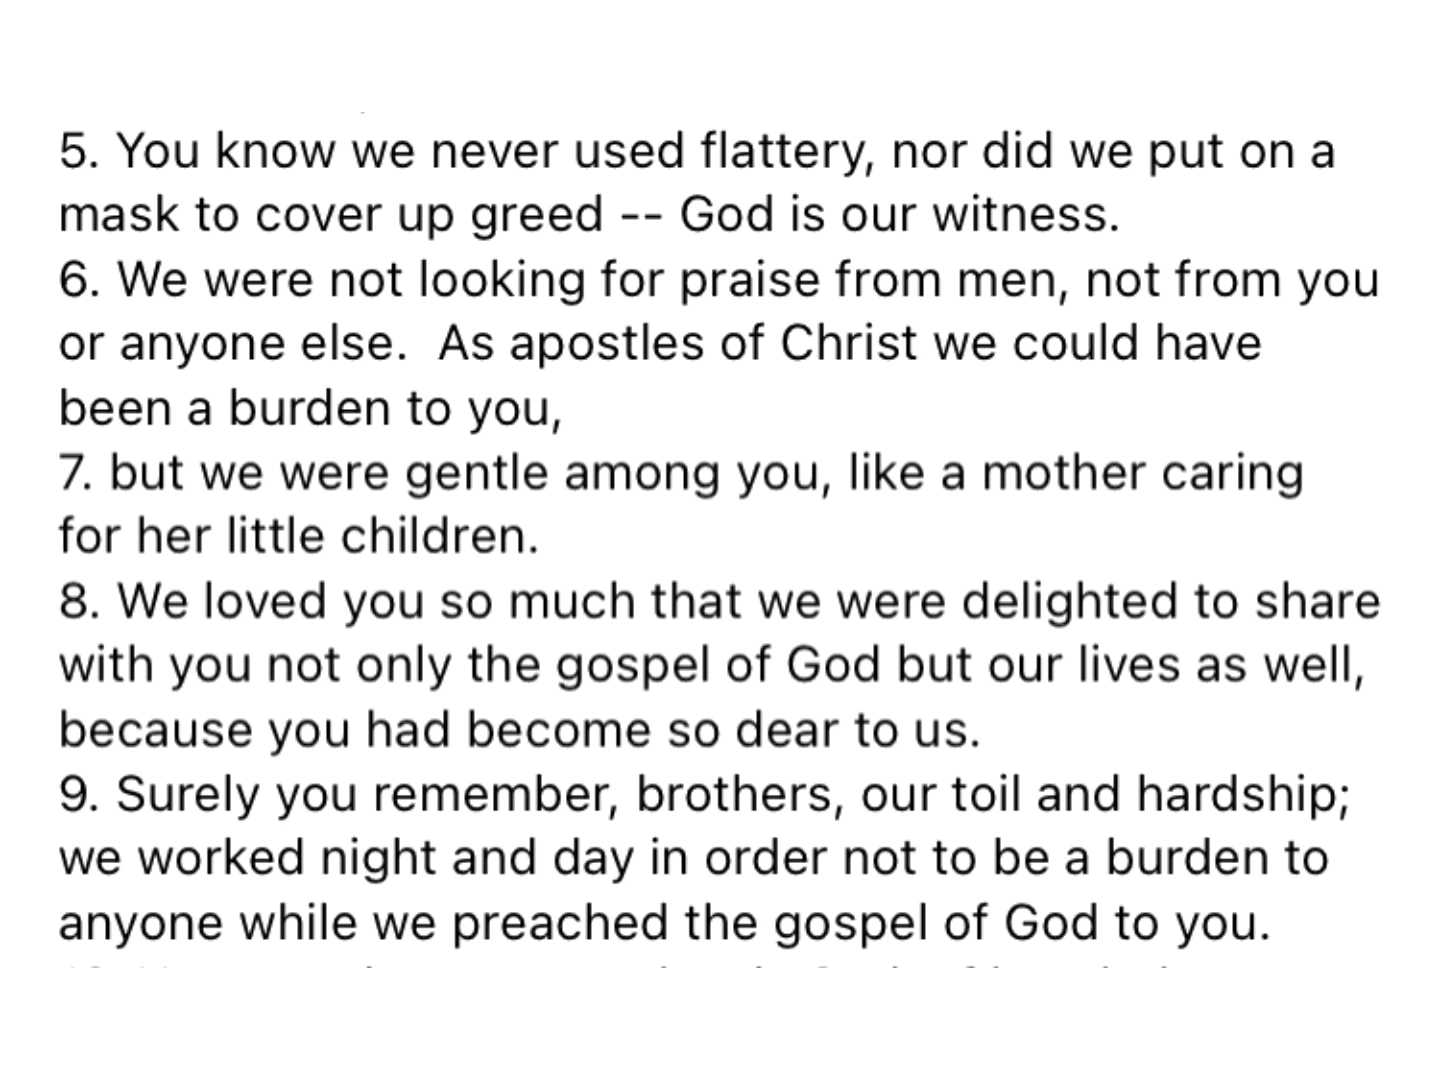 5. You know we never used flattery, nor did we put on a
mask to cover up greed -- God is our witness.
6. We were not looking for praise from men, not from you
or anyone else.  As apostles of Christ we could have
been a burden to you,
7. but we were gentle among you, like a mother caring
for her little children.
8. We loved you so much that we were delighted to share
with you not only the gospel of God but our lives as well,
because you had become so dear to us.
9. Surely you remember, brothers, our toil and hardship;
we worked night and day in order not to be a burden to
anyone while we preached the gospel of God to you.